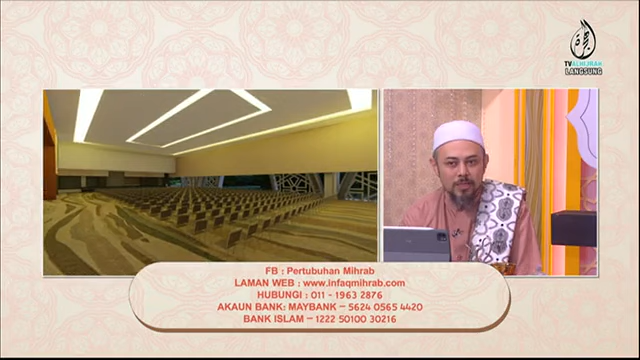 TV ALHIJRAH
LANGSUNG
FB : Pertubuhan Mihrab
LAMAN WEB : www.infaqmihrab.com
HUBUNGI : 011 - 1963 2876
AKAUN BANK: MAYBANK – 5624 0565 4420
BANK ISLAM – 1222 50100 30216